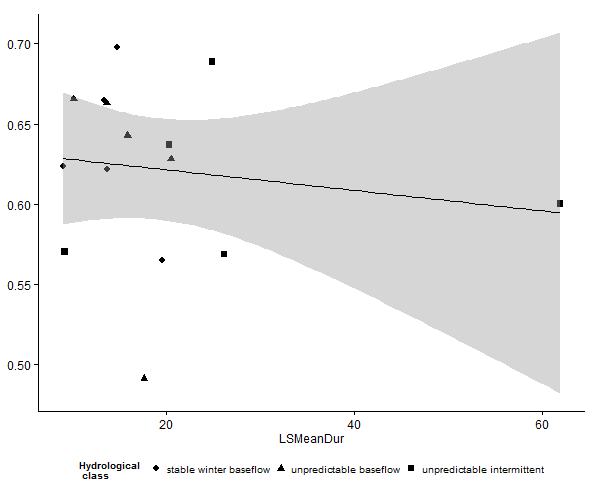 0.70
0.65
0.60
0.55
0.50
20 40 60
LSMeanDur
Hydrological class stable winter baseflow unpredictable baseflow unpredictable intermittent